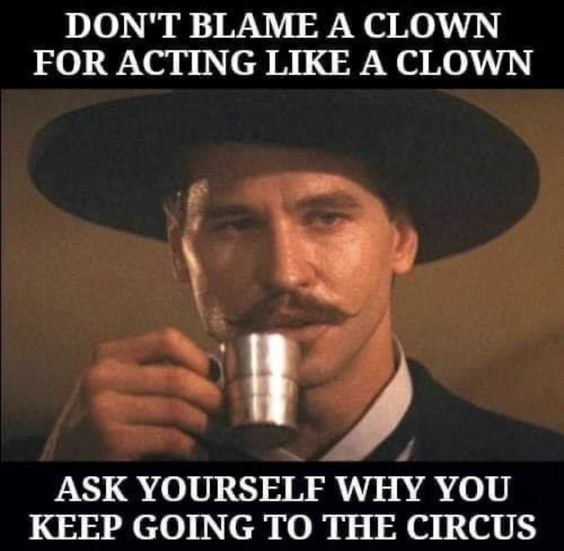 DON'T BLAME A CLOWN
FOR ACTING LIKE A CLOWN
ASK YOURSELF WHY YOU
KEEP GOING TO THE CIRCUS